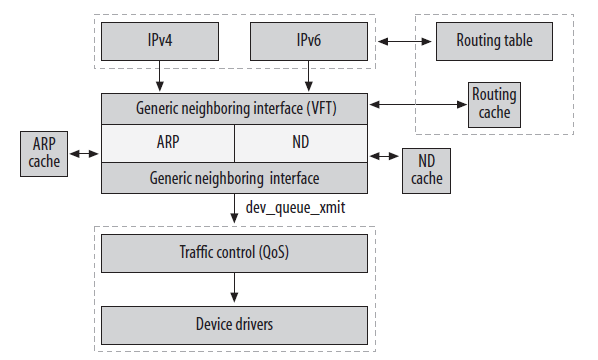 IPv4
IPv6
Routing table
Generic neighboring interface (VFT)
Routing
cache
ARP
cache
ARP
ND
ND
cache
Generic neighboring interface
dev_queue_xmit
Traffic control (QoS)
Device drivers